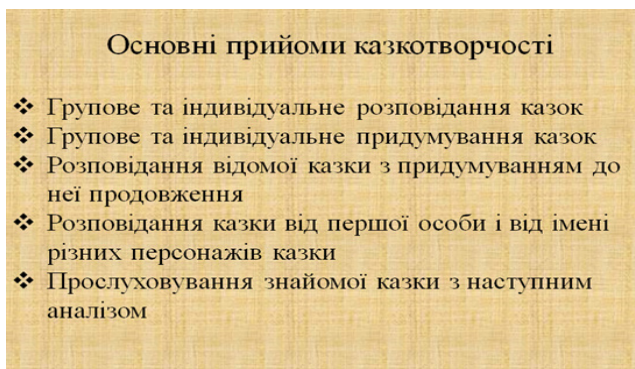 Основні прийоми казкотворчості
❖ Групове та індивідуальне розповідання казок
❖ Групове та індивідуальне придумування казок
❖ Розповідання відомої казки з придумуванням до
неї продовження
❖ Розповідання казки від першої особи і від імені
різних персонажів казки
❖ Прослуховування знайомої казки з наступним
аналізом